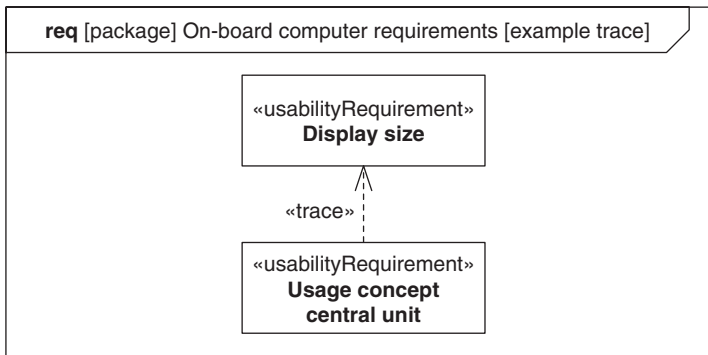 req [package] On-board computer requirements [example trace]
«usabilityRequirement»
Display size
«trace»
«usabilityRequirement»
Usage concept
central unit